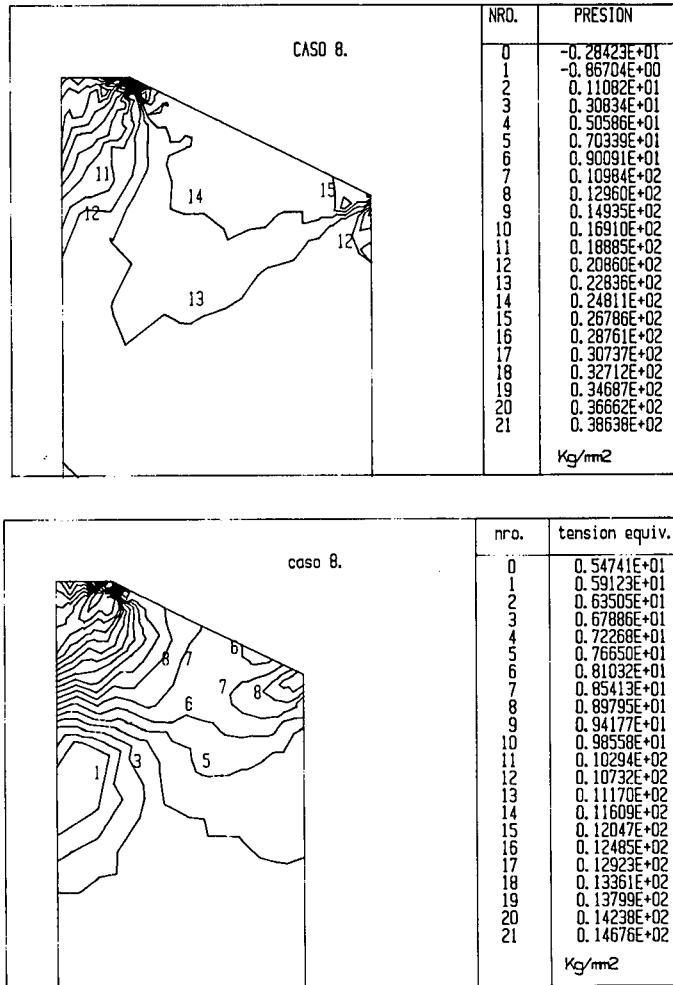 CASO 8.
NRO. PRESION
0 -0.28423E+01
1 -0.86704E+00
2 0.11082E+01
3 0.30834E+01
4 0.50586E+01
5 0.70339E+01
6 0.90091E+01
7 0.10984E+02
8 0.12960E+02
9 0.14935E+02
10 0.16910E+02
11 0.18885E+02
12 0.20860E+02
13 0.22836E+02
14 0.24811E+02
15 0.26786E+02
16 0.28761E+02
17 0.30737E+02
18 0.32712E+02
19 0.34687E+02
20 0.36662E+02
21 0.38638E+02
Kg/mm2
11
12
14
15
12
13
caso 8.
nro. tension equiv.
0 0.54741E+01
1 0.59123E+01
2 0.63505E+01
3 0.67886E+01
4 0.72268E+01
5 0.76650E+01
6 0.81032E+01
7 0.85413E+01
8 0.89795E+01
9 0.94177E+01
10 0.98558E+01
11 0.10294E+02
12 0.10732E+02
13 0.11170E+02
14 0.11609E+02
15 0.12047E+02
16 0.12485E+02
17 0.12923E+02
18 0.13361E+02
19 0.13799E+02
20 0.14238E+02
21 0.14676E+02
Kg/mm2
8
7
6
7
8
6
5
3
1